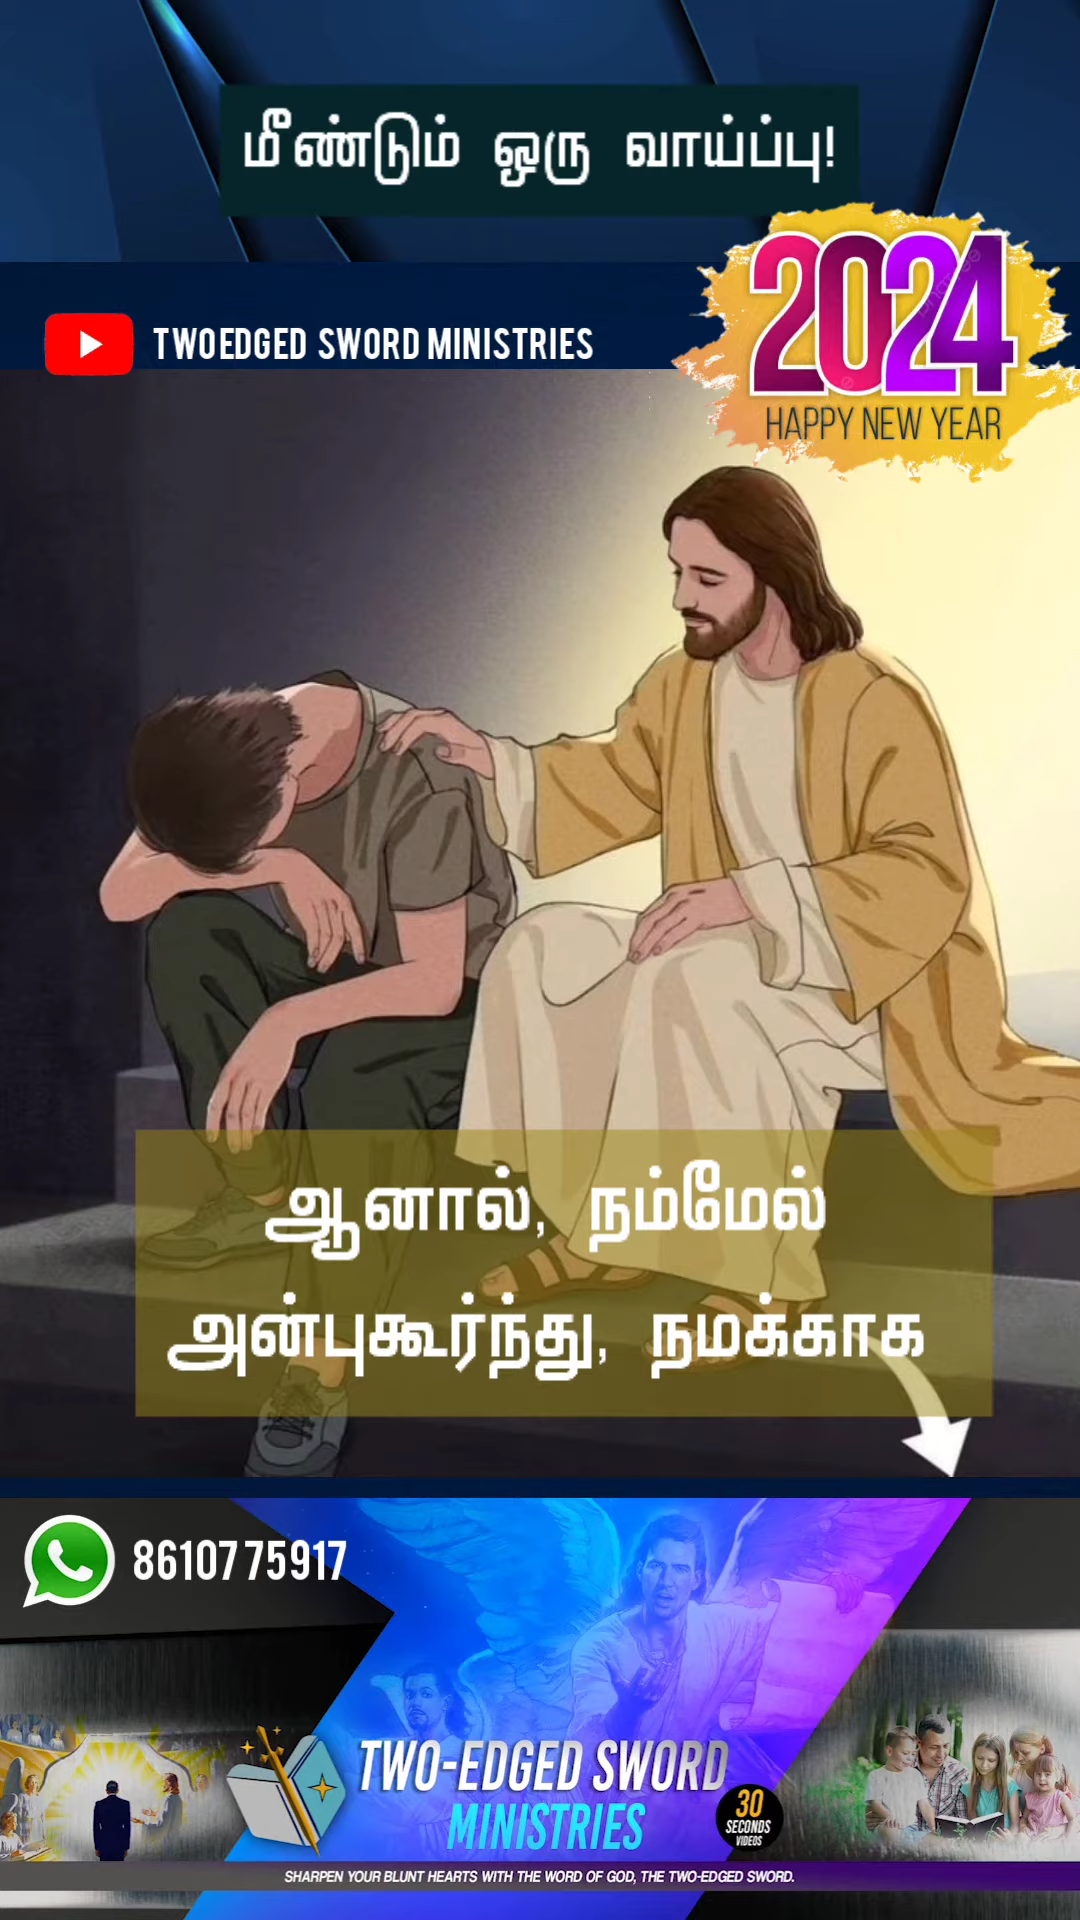 மீண்டும் ஒரு வாய்ப்பு!
2024
HAPPY NEW YEAR
TWOEDGED SWORD MINISTRIES
ஆனால், நம்மேல்
அன்புகூர்ந்து, நமக்காக
8610775917
TWO-EDGED SWORD
MINISTRIES
30
SECONDS
VIDEOS
SHARPEN YOUR BLUNT HEARTS WITH THE WORD OF GOD, THE TWO-EDGED SWORD.